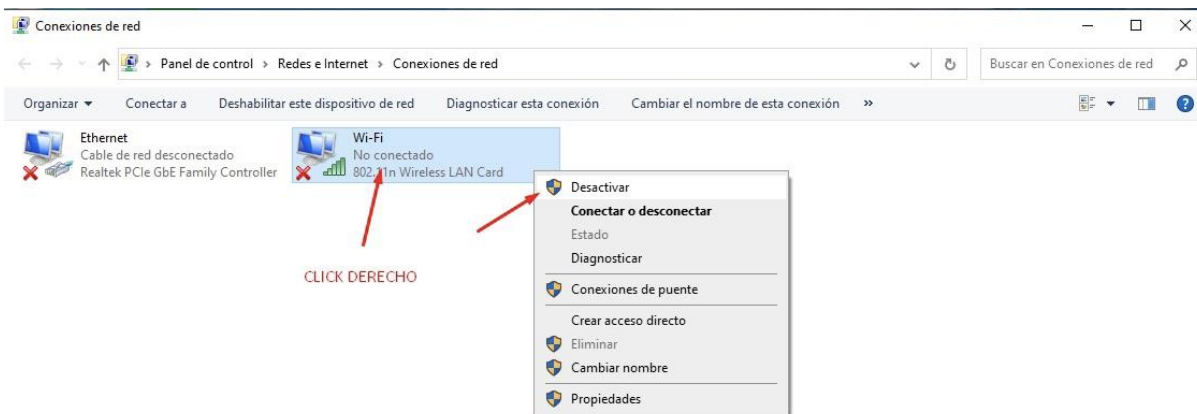 Conexiones de red
Panel de control > Redes e Internet > Conexiones de red
Buscar en Conexiones de red
Organizar Conectar a Deshabilitar este dispositivo de red Diagnosticar esta conexión Cambiar el nombre de esta conexión »
Ethernet
Cable de red desconectado
Realtek PCIe GbE Family Controller
Wi-Fi
No conectado
802.11n Wireless LAN Card
CLICK DERECHO
Desactivar
Conectar o desconectar
Estado
Diagnosticar
Conexiones de puente
Crear acceso directo
Eliminar
Cambiar nombre
Propiedades